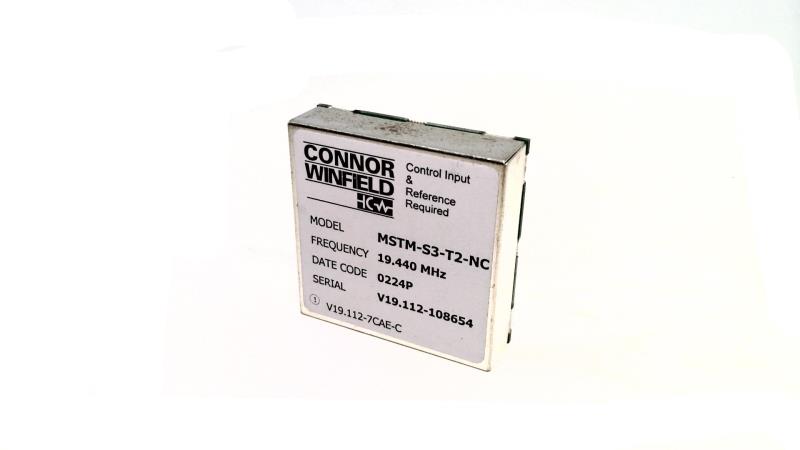 CONNOR
WINFIELD
Control Input
&
Reference
Required
MODEL MSTM-S3-T2-NC
FREQUENCY 19.440 MHz
DATE CODE 0224P
SERIAL V19.112-108654
1 V19.112-7CAE-C